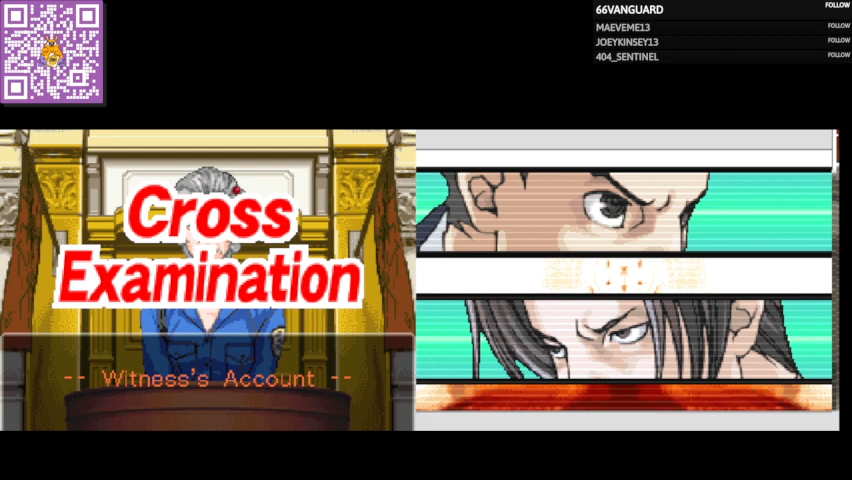 66VANGUARD FOLLOW
MAEVEME13 FOLLOW
JOEYKINSEY13 FOLLOW
404_SENTINEL FOLLOW
Cross
Examination
-- Witness's Account --